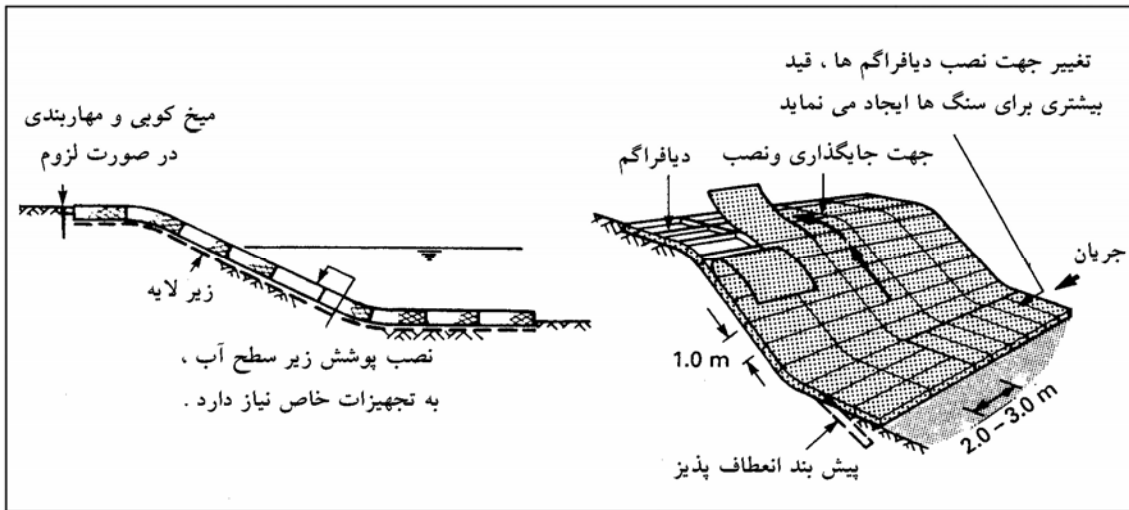 تغییر جهت نصب دیافراگم ها ، قید
بیشتری برای سنگ ها ایجاد می نماید
جهت جایگذاری ونصب
دیافراگم
جریان
1.0 m
2.0 – 3.0 m
پیش بند انعطاف پذیز
میخ کوبی و مهاربندی
در صورت لزوم
زیر لایه
نصب پوشش زیر سطح آب ،
به تجهیزات خاص نیاز دارد .